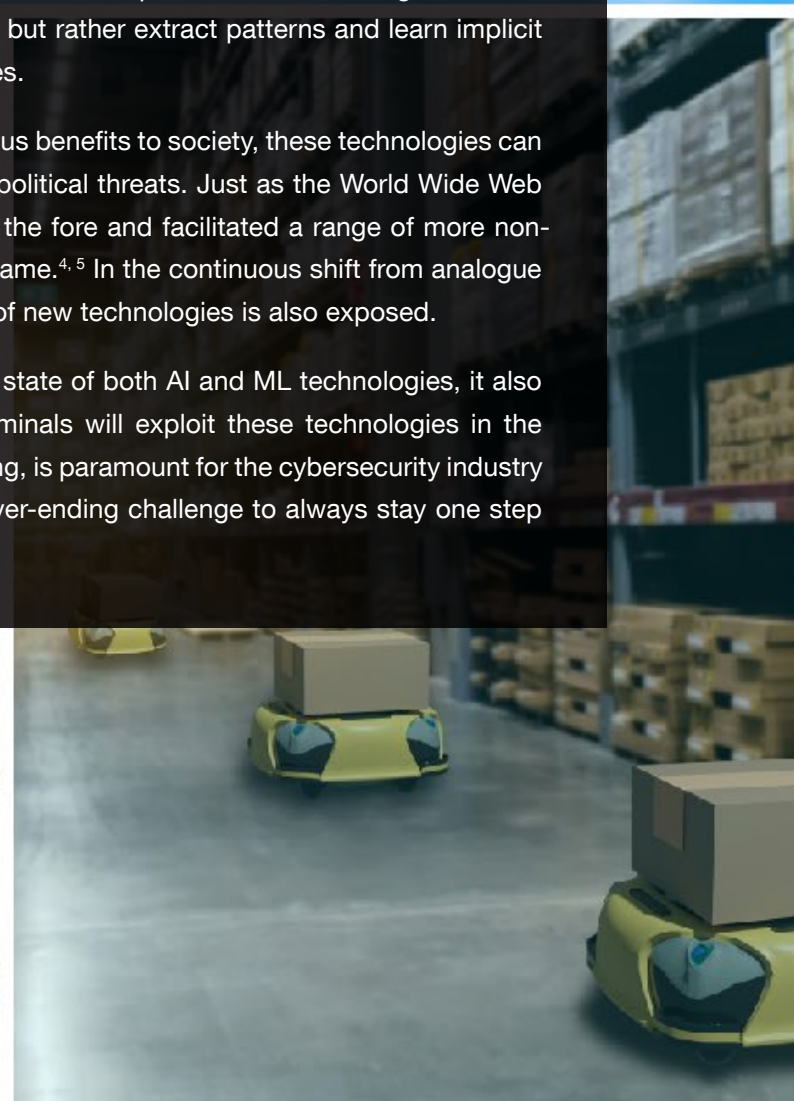 but rather extract patterns and learn implicit
es.
us benefits to society, these technologies can
political threats. Just as the World Wide Web
the fore and facilitated a range of more non-
ame.4, 5 In the continuous shift from analogue
of new technologies is also exposed.
state of both AI and ML technologies, it also
minals will exploit these technologies in the
ng, is paramount for the cybersecurity industry
ver-ending challenge to always stay one step